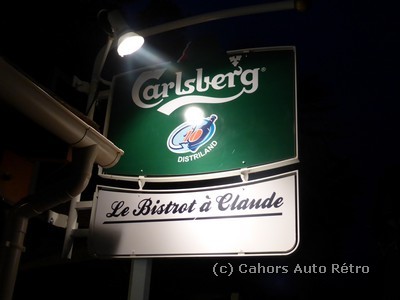 Carlsberg
DISTRILAND
Le Bistrot à Claude
(c) Cahors Auto Rétro